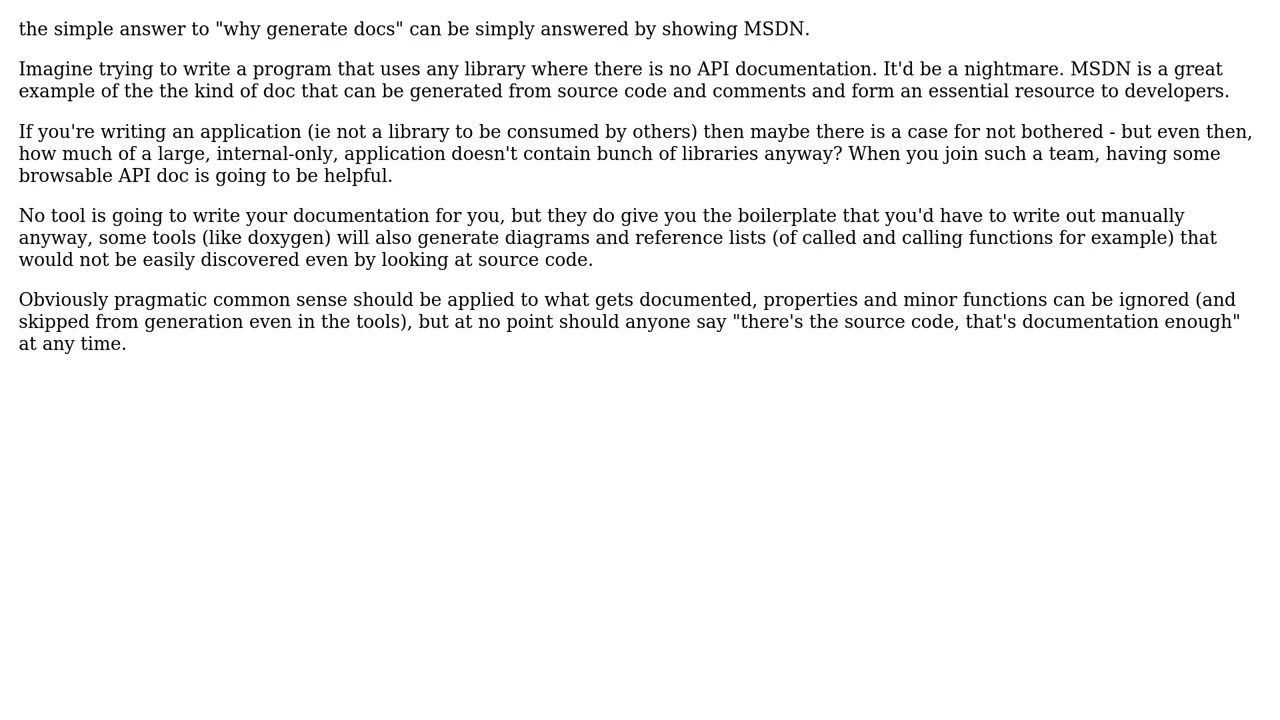 the simple answer to "why generate docs" can be simply answered by showing MSDN.
Imagine trying to write a program that uses any library where there is no API documentation. It'd be a nightmare. MSDN is a great
example of the the kind of doc that can be generated from source code and comments and form an essential resource to developers.
If you're writing an application (ie not a library to be consumed by others) then maybe there is a case for not bothered - but even then,
how much of a large, internal-only, application doesn't contain bunch of libraries anyway? When you join such a team, having some
browsable API doc is going to be helpful.
No tool is going to write your documentation for you, but they do give you the boilerplate that you'd have to write out manually
anyway, some tools (like doxygen) will also generate diagrams and reference lists (of called and calling functions for example) that
would not be easily discovered even by looking at source code.
Obviously pragmatic common sense should be applied to what gets documented, properties and minor functions can be ignored (and
skipped from generation even in the tools), but at no point should anyone say "there's the source code, that's documentation enough"
at any time.